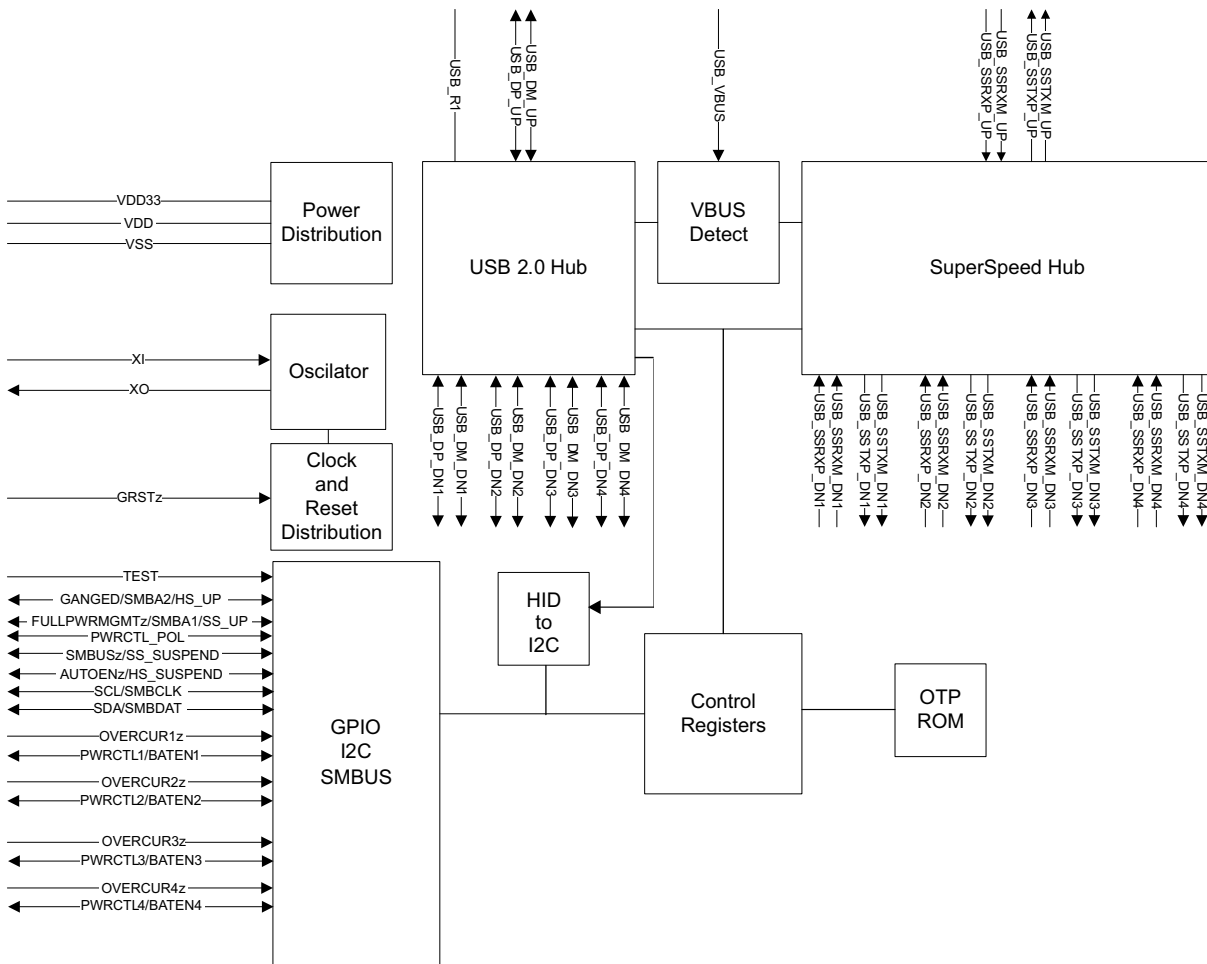 USB_R1
USB_DP_UP
USB_DM_UP
USB_VBUS
USB_SSRXP_UP
USB_SSRXM_UP
USB_SSTXP_UP
USB_SSTXM_UP
VDD33
VDD
VSS
Power
Distribution
USB 2.0 Hub
VBUS
Detect
SuperSpeed Hub
XI
XO
Oscilator
Clock
and
Reset
Distribution
GRSTz
USB_DP_DN1
USB_DM_DN1
USB_DP_DN2
USB_DM_DN2
USB_DP_DN3
USB_DM_DN3
USB_DP_DN4
USB_DM_DN4
USB_SSRXP_DN1
USB_SSRXM_DN1
USB_SSTXP_DN1
USB_SSTXM_DN1
USB_SSRXP_DN2
USB_SSRXM_DN2
USB_SSTXP_DN2
USB_SSTXM_DN2
USB_SSRXP_DN3
USB_SSRXM_DN3
USB_SSTXP_DN3
USB_SSTXM_DN3
USB_SSRXP_DN4
USB_SSRXM_DN4
USB_SSTXP_DN4
USB_SSTXM_DN4
TEST
GANGED/SMBA2/HS_UP
FULLPWRMGMTz/SMBA1/SS_UP
PWRCTL_POL
SMBUSz/SS_SUSPEND
AUTOENz/HS_SUSPEND
SCL/SMBCLK
SDA/SMBDAT
OVERCUR1z
PWRCTL1/BATEN1
OVERCUR2z
PWRCTL2/BATEN2
OVERCUR3z
PWRCTL3/BATEN3
OVERCUR4z
PWRCTL4/BATEN4
GPIO
I2C
SMBUS
HID
to
I2C
Control
Registers
OTP
ROM